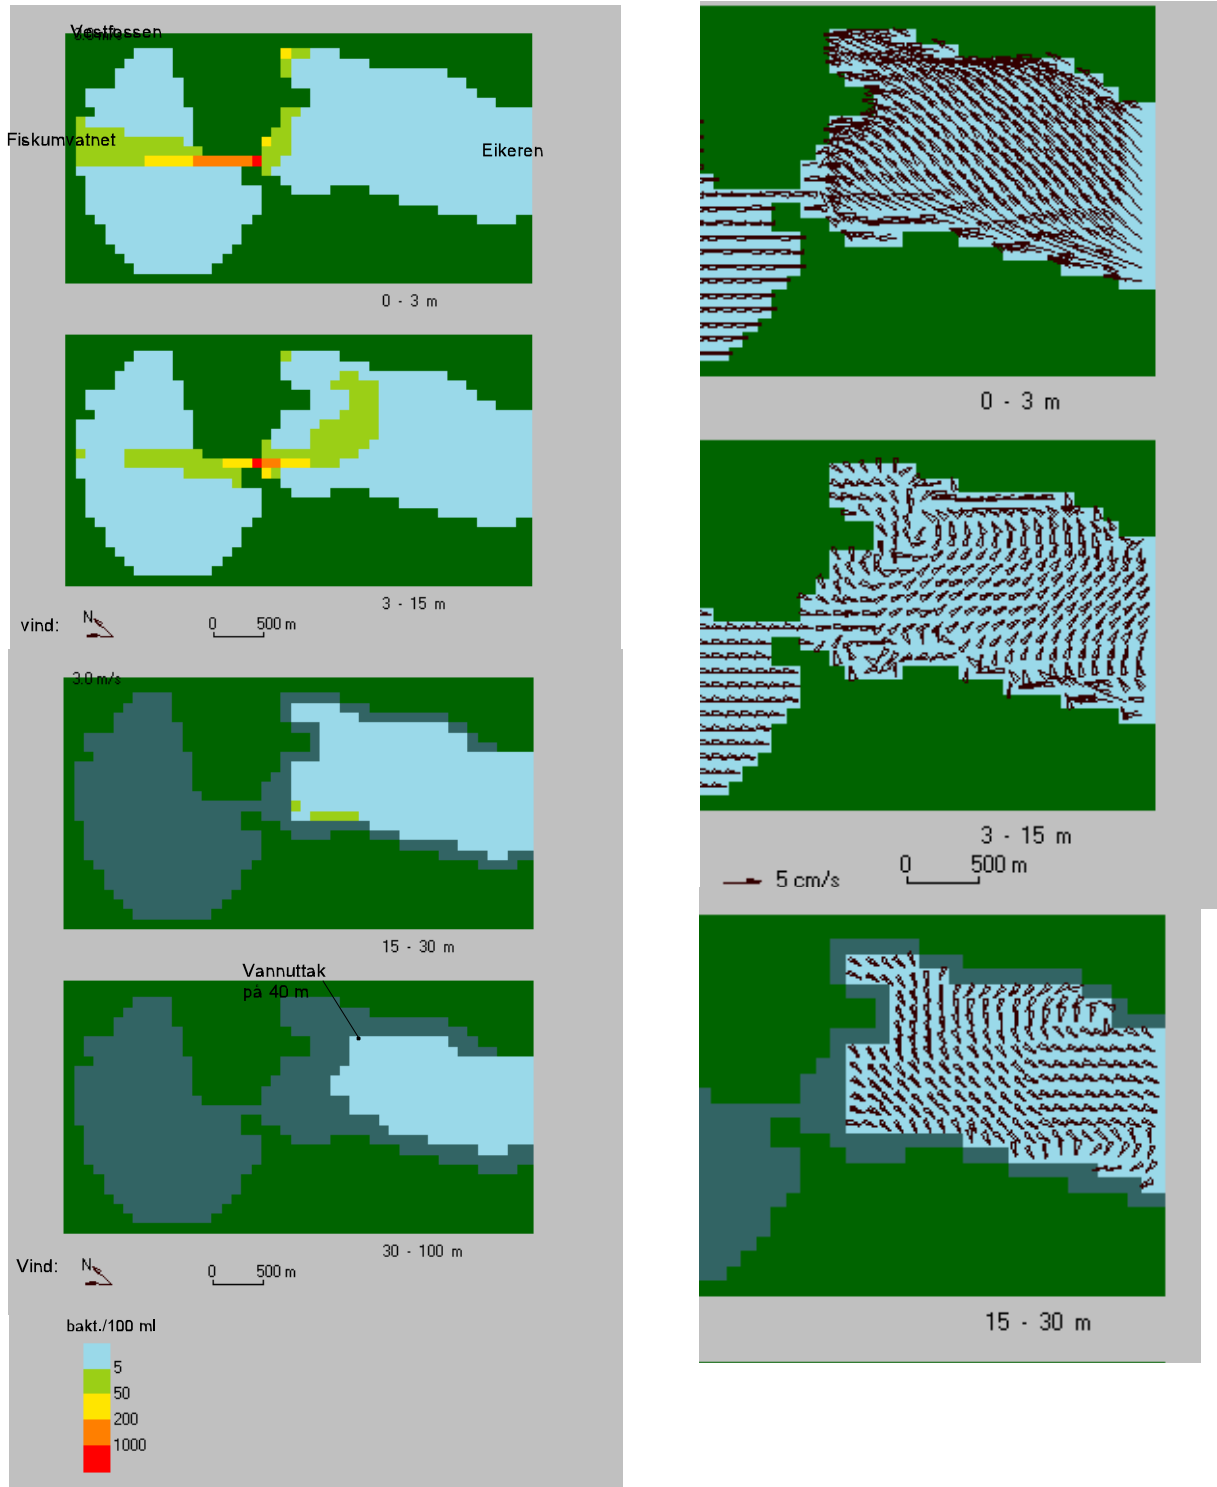 Vestfossen
Fiskumvatnet
Eikeren
0 - 3 m
3 - 15 m
vind:
N
0 500 m
3.0 m/s
15 - 30 m
Vannuttak
på 40 m
30 - 100 m
Vind:
N
0 500 m
bakt./100 ml
5
50
200
1000
0 - 3 m
3 - 15 m
5 cm/s
0 500 m
15 - 30 m